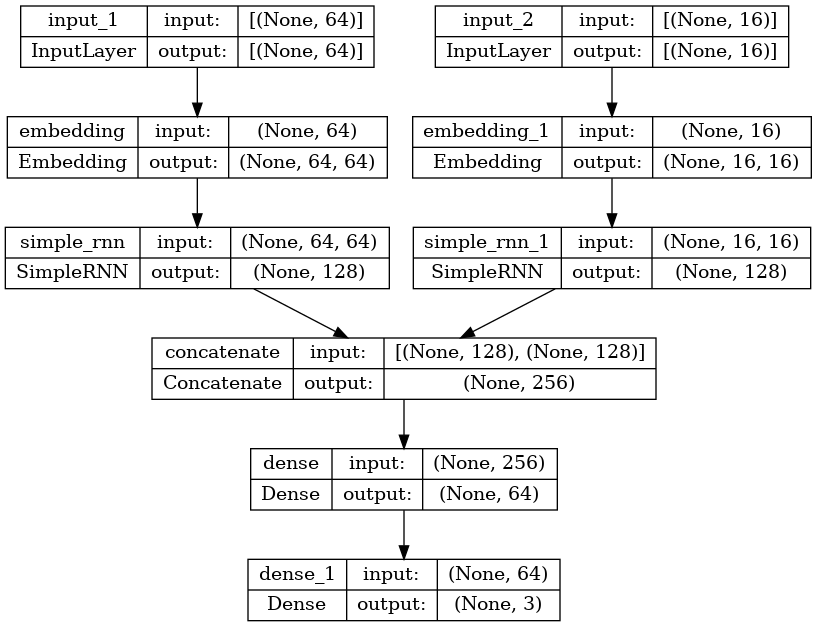 input_1 input: [(None, 64)]
InputLayer output: [(None, 64)]
input_2 input: [(None, 16)]
InputLayer output: [(None, 16)]
embedding input: (None, 64)
Embedding output: (None, 64, 64)
embedding_1 input: (None, 16)
Embedding output: (None, 16, 16)
simple_rnn input: (None, 64, 64)
SimpleRNN output: (None, 128)
simple_rnn_1 input: (None, 16, 16)
SimpleRNN output: (None, 128)
concatenate input: [(None, 128), (None, 128)]
Concatenate output: (None, 256)
dense input: (None, 256)
Dense output: (None, 64)
dense_1 input: (None, 64)
Dense output: (None, 3)